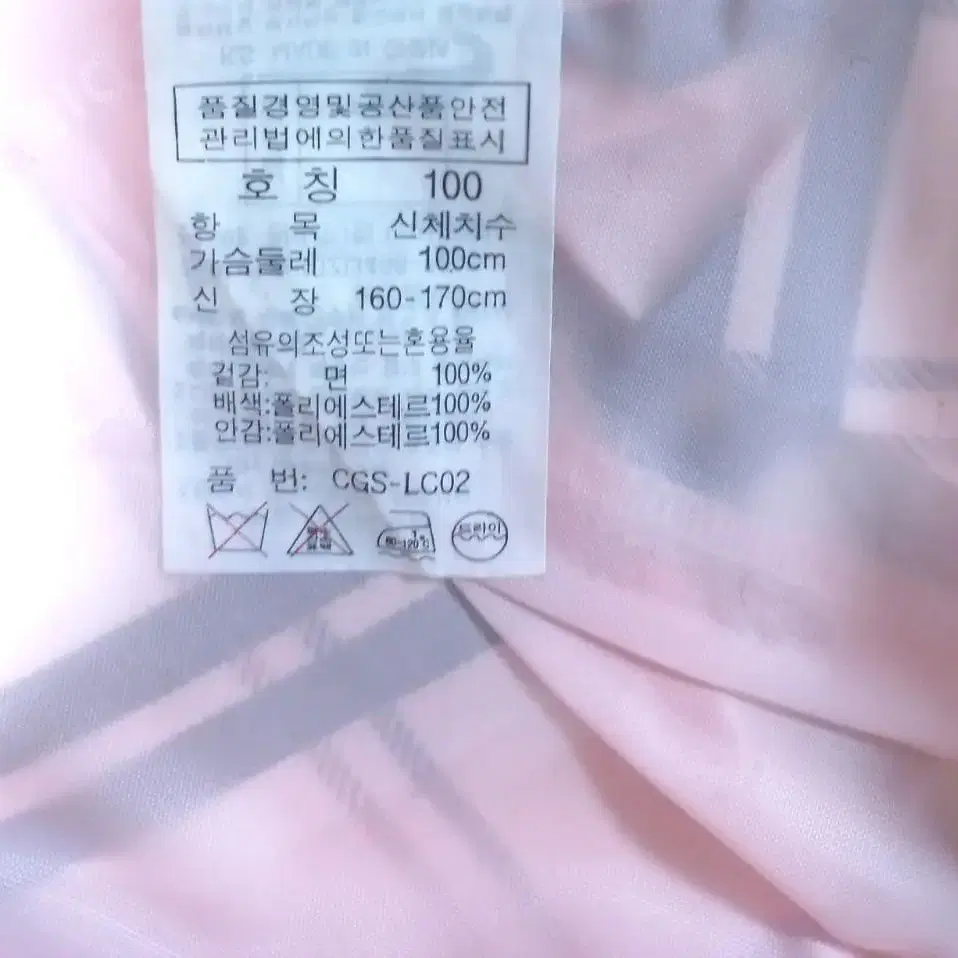 품질경영및공산품안전
관리법에의한품질표시
호 칭 100
항 목 신체치수
가슴둘레 100cm
신 장 160-170cm
섬유의조성또는혼용율
겉감: 면 100%
배색:폴리에스테르100%
안감:폴리에스테르100%
품 번: CGS-LC02
80-120°C 드라이